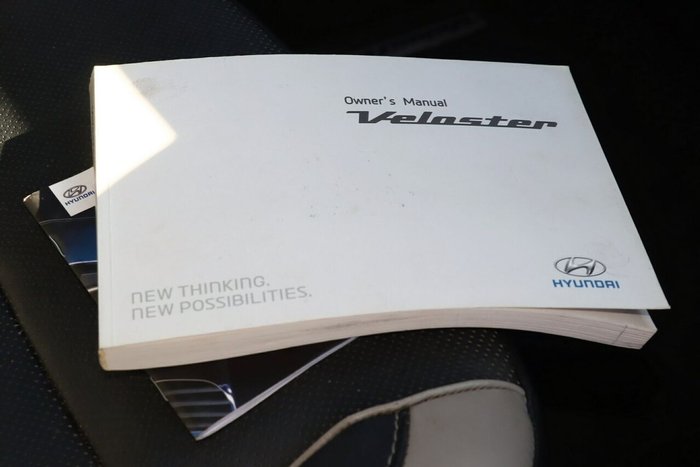 Owner's Manual
Veloster
HYUNDAI
NEW THINKING.
NEW POSSIBILITIES.
HYUNDAI